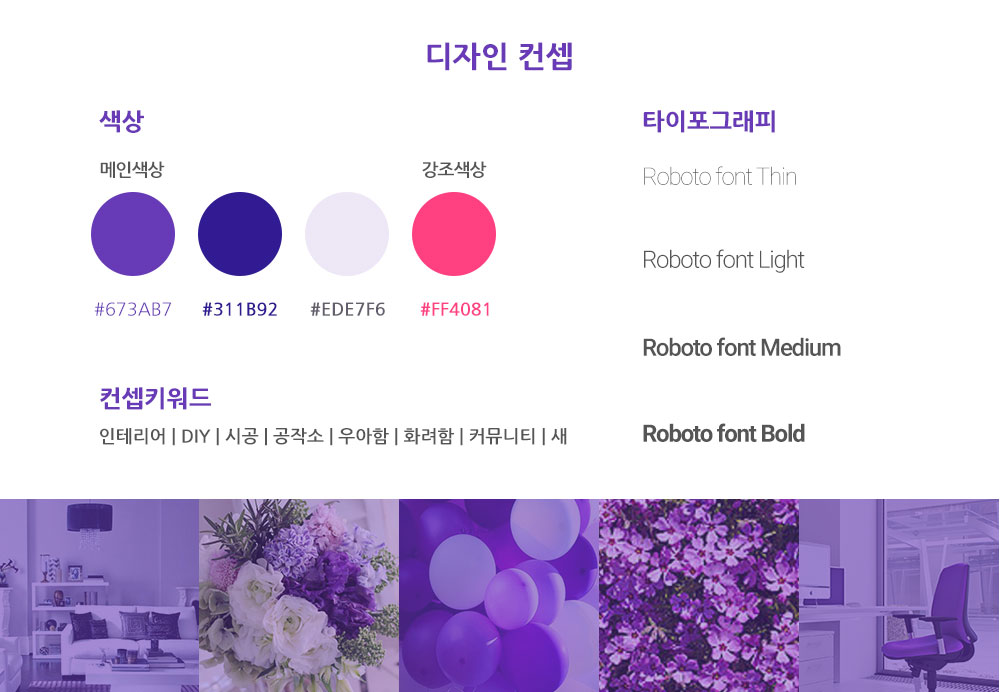 디자인 컨셉
색상
메인색상
강조색상
#673AB7
#311B92
#EDE7F6
#FF4081
컨셉키워드
인테리어 | DIY | 시공 | 공작소 | 우아함 | 화려함 | 커뮤니티 | 새
타이포그래피
Roboto font Thin
Roboto font Light
Roboto font Medium
Roboto font Bold